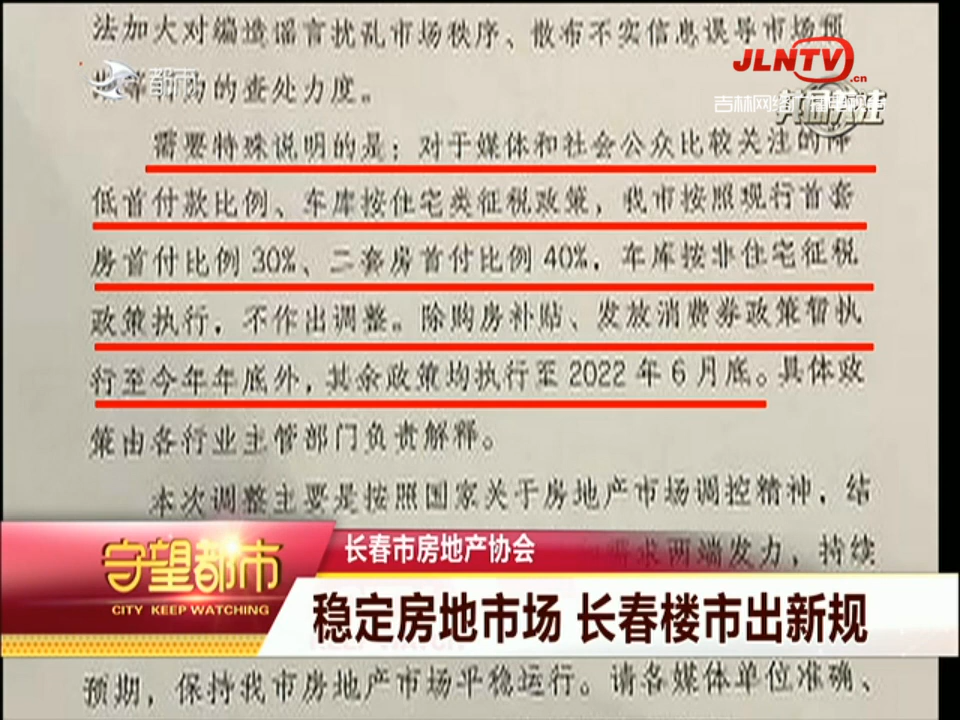 法加大对编造谣言扰乱市场秩序、散布不实信息误导市场预
的查处力度。
都市
JLNTV.cn
吉林网络广播电视台
共同关注
需要特殊说明的是：对于媒体和社会公众比较关注的降
低首付款比例、车库按住宅类征税政策，我市按照现行首套
房首付比例30%、二套房首付比例40%，车库按非住宅征税
政策执行，不作出调整。除购房补贴、发放消费券政策暂执
行至今年年底外，其余政策均执行至2022年6月底。具体政
策由各行业主管部门负责解释。
本次调整主要是按照国家关于房地产市场调控精神，结
需求两端发力，持续
守望都市
CITY KEEP WATCHING
长春市房地产协会
稳定房地市场 长春楼市出新规
预期，保持我市房地产市场平稳运行。请各媒体单位准确、